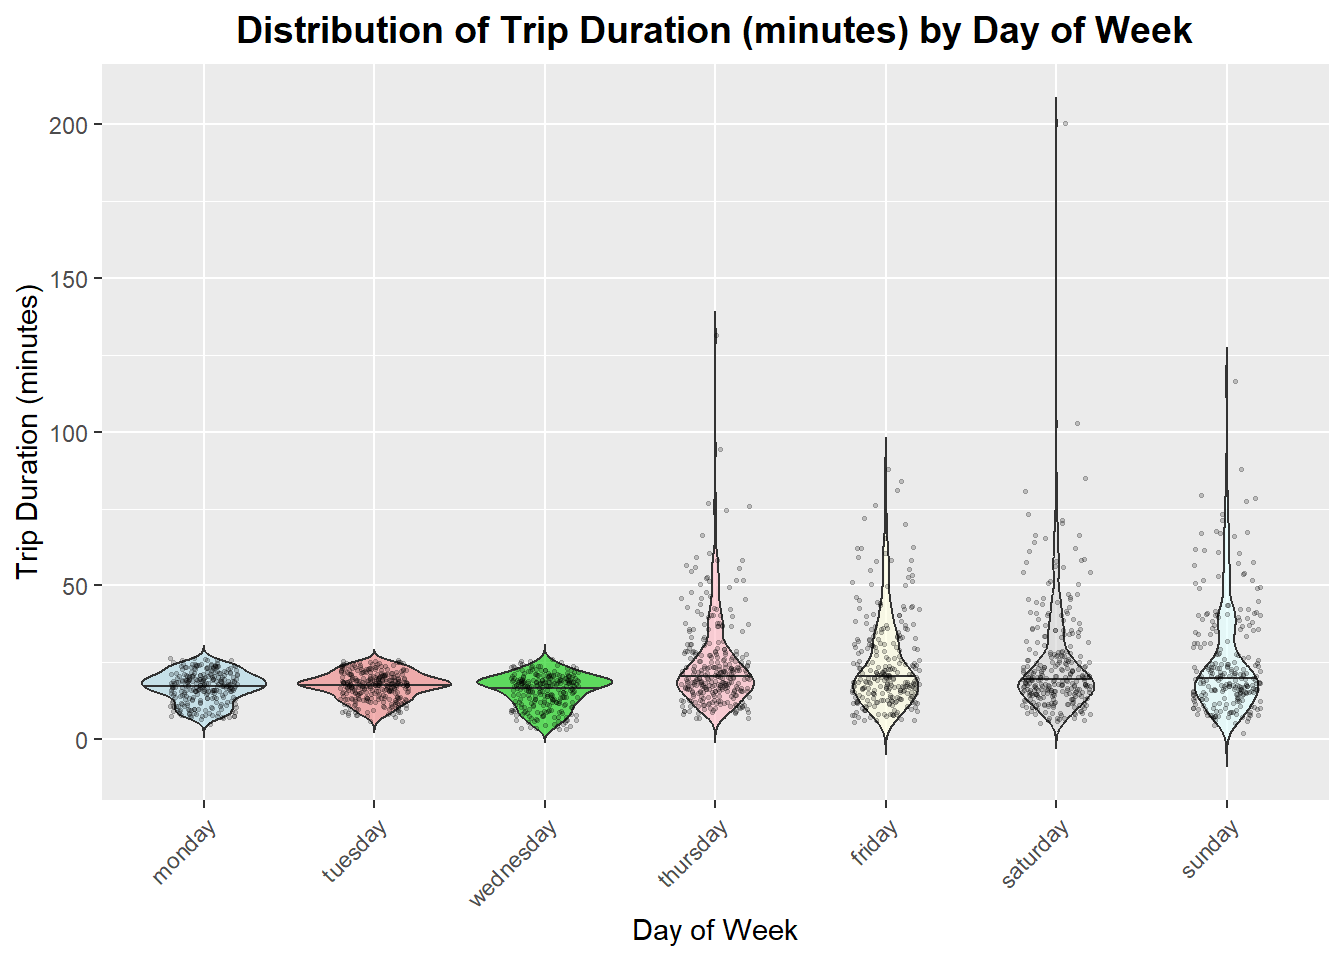 Distribution of Trip Duration (minutes) by Day of Week
Trip Duration (minutes)
200
150
100
50
0
monday
tuesday
wednesday
thursday
friday
saturday
sunday
Day of Week